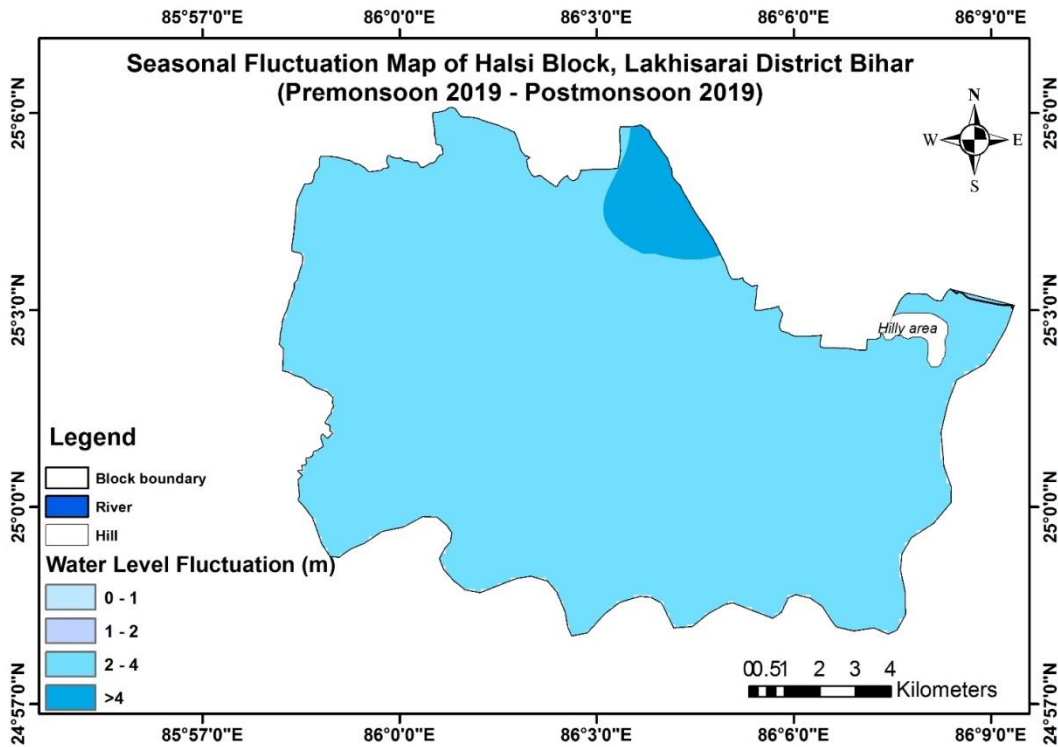 85°57'0"E 86°0'0"E 86°3'0"E 86°6'0"E 86°9'0"E
Seasonal Fluctuation Map of Halsi Block, Lakhisarai District Bihar
(Premonsoon 2019 - Postmonsoon 2019)
N
W E
S
25°6'0"N 25°6'0"N
25°3'0"N 25°3'0"N
Hilly area
Legend
Block boundary
River
Hill
25°0'0"N 25°0'0"N
Water Level Fluctuation (m)
0 - 1
1 - 2
2 - 4
>4
00.51 2 3 4
Kilometers
24°57'0"N 24°57'0"N
85°57'0"E 86°0'0"E 86°3'0"E 86°6'0"E 86°9'0"E